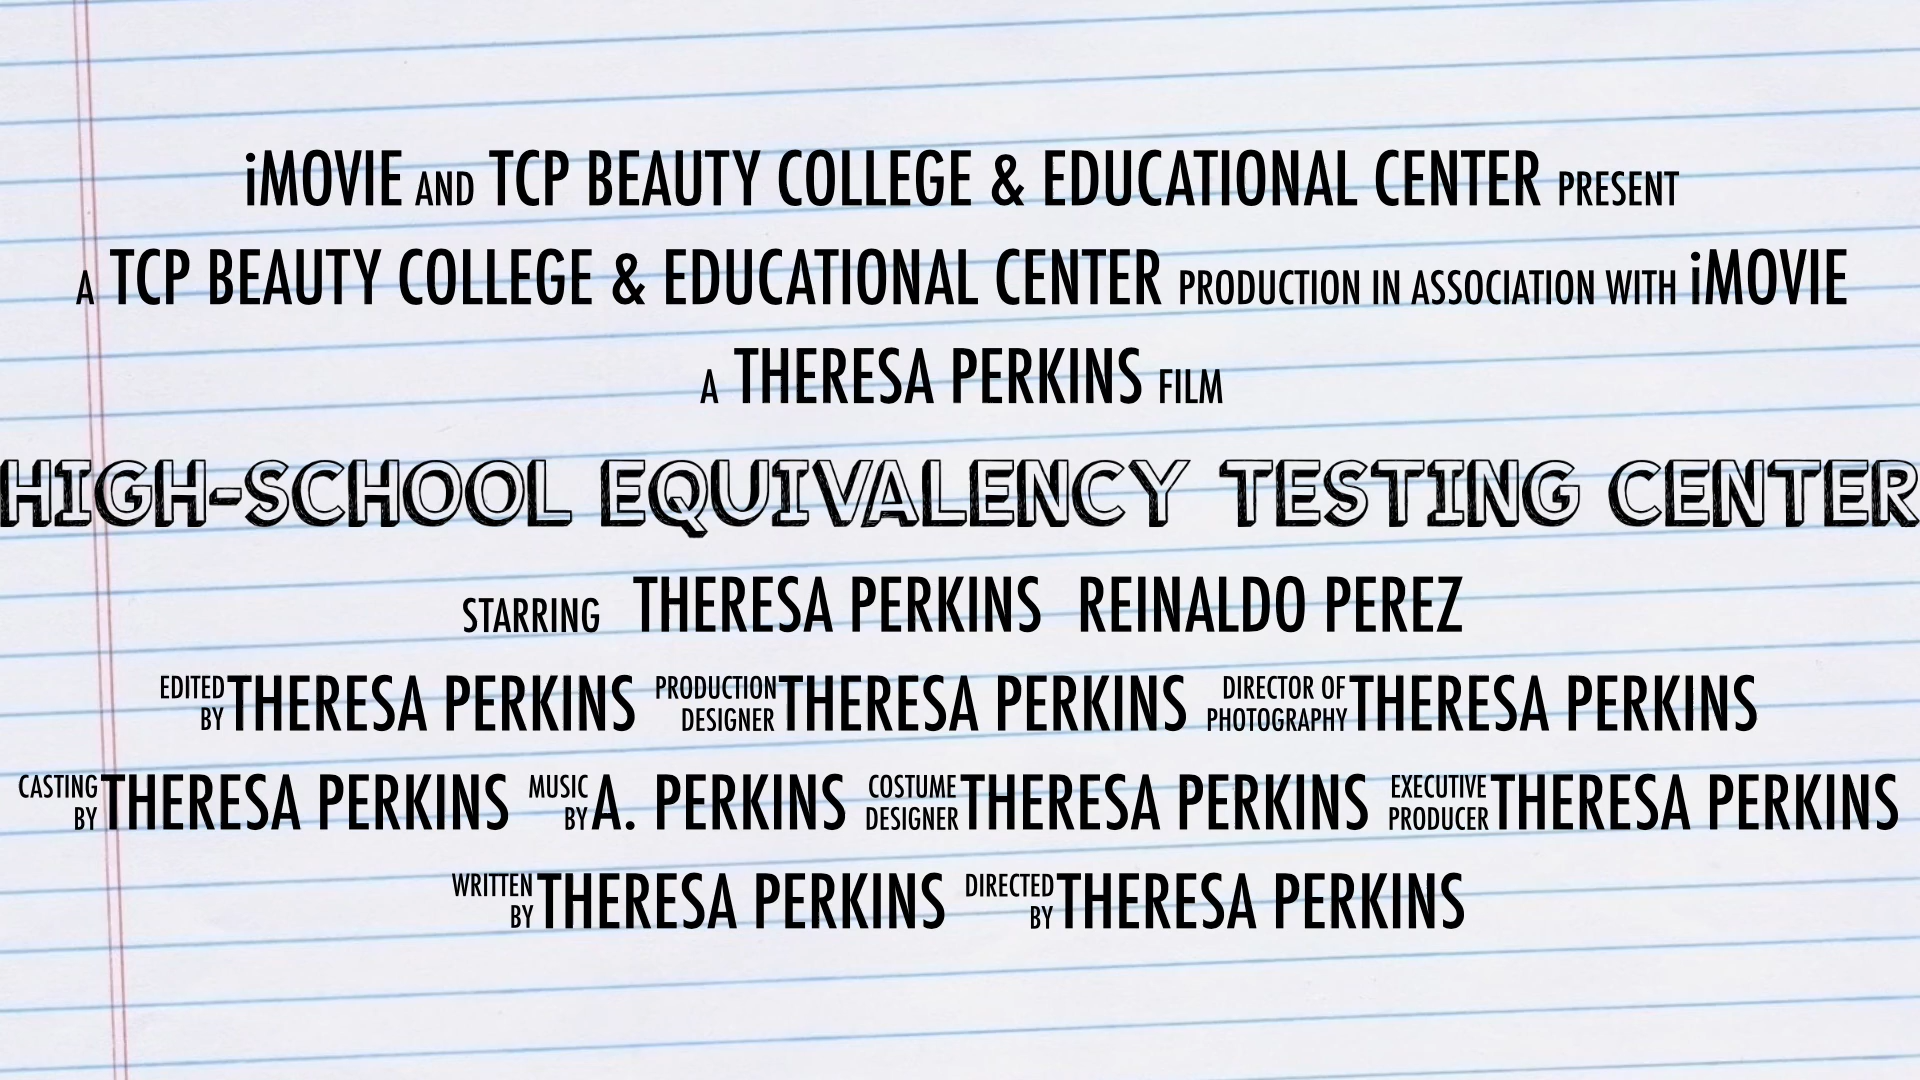 iMOVIE AND TCP BEAUTY COLLEGE & EDUCATIONAL CENTER PRESENT
A TCP BEAUTY COLLEGE & EDUCATIONAL CENTER PRODUCTION IN ASSOCIATION WITH iMOVIE
A THERESA PERKINS FILM
HIGH-SCHOOL EQUIVALENCY TESTING CENTER
STARRING THERESA PERKINS REINALDO PEREZ
EDITED BY THERESA PERKINS PRODUCTION DESIGNER THERESA PERKINS DIRECTOR OF PHOTOGRAPHY THERESA PERKINS
CASTING BY THERESA PERKINS MUSIC BY A. PERKINS COSTUME DESIGNER THERESA PERKINS EXECUTIVE PRODUCER THERESA PERKINS
WRITTEN BY THERESA PERKINS DIRECTED BY THERESA PERKINS